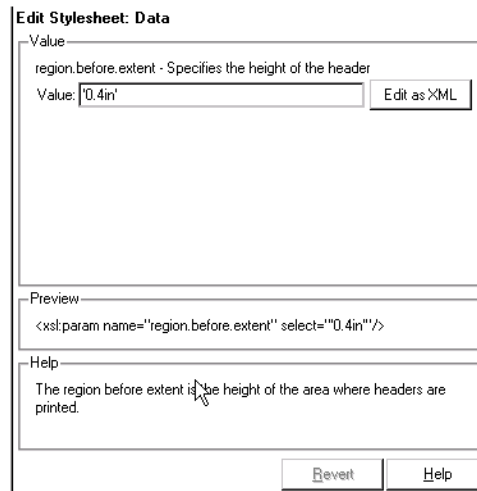 Edit Stylesheet: Data
Value
region.before.extent - Specifies the height of the header
Value: '0.4in' Edit as XML
Preview
<xsl:param name="region.before.extent" select="'0.4in'"/>
Help
The region before extent is the height of the area where headers are
printed.
Revert Help